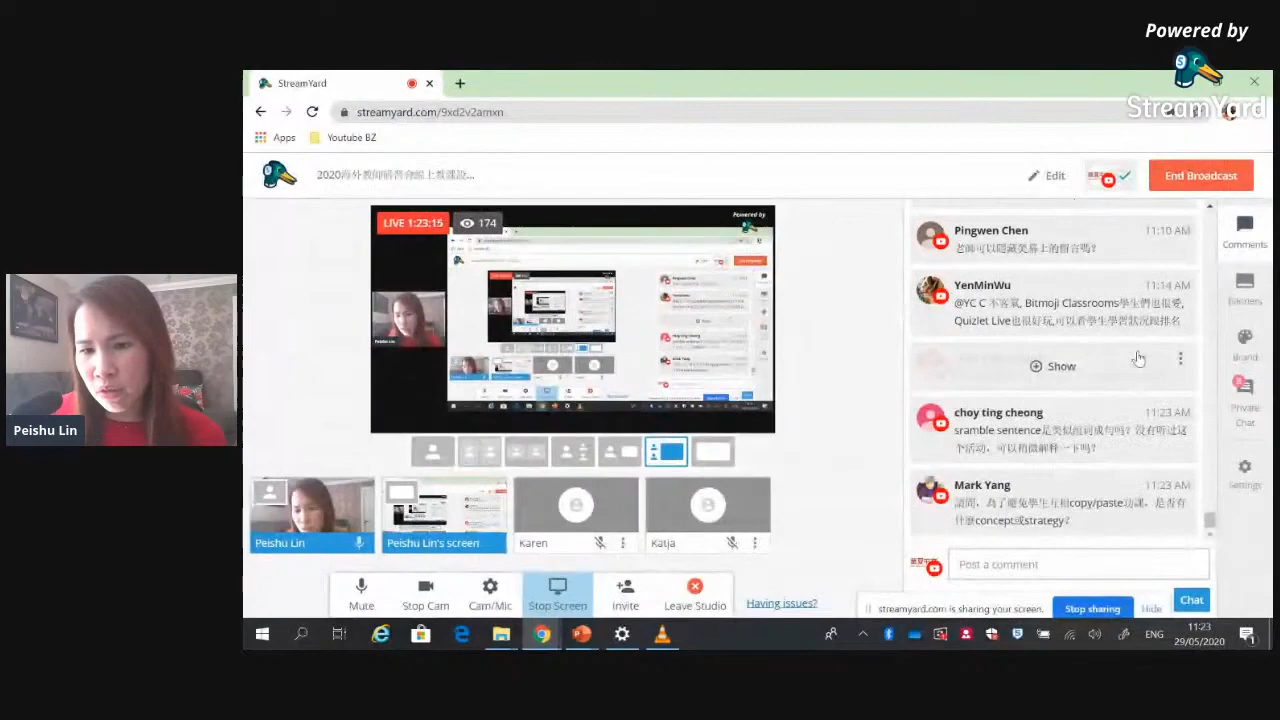 Powered by
StreamYard
StreamYard
streamyard.com/9xd2v2amxn
Apps
Youtube BZ
2020海外教師研習會線上教課設...
Edit
End Broadcast
LIVE 1:23:15
174
Powered by
Peishu Lin
Pingwen Chen
11:10 AM
老師可以隱藏熒幕上的留言嗎?
YenMinWu
11:14 AM
@YC C 不客氣, Bitmoji Classrooms學生們也很愛,
Quizlet Live也很好玩,可以看學生學習狀況跟排名
Show
choy ting cheong
11:23 AM
sramble sentence是类似组词成句吗？没有听过这
个活动，可以稍微解释一下吗？
Mark Yang
11:23 AM
請問，為了避免學生互相copy/paste功課，是否有
什麼concept或strategy?
Post a comment
Comments
Banners
Brand
Private
Chat
Settings
Peishu Lin
Peishu Lin
Peishu Lin's screen
Karen
Katja
Mute
Stop Cam
Cam/Mic
Stop Screen
Invite
Leave Studio
Having issues?
streamyard.com is sharing your screen.
Stop sharing
Hide
Chat
ENG
11:23
29/05/2020